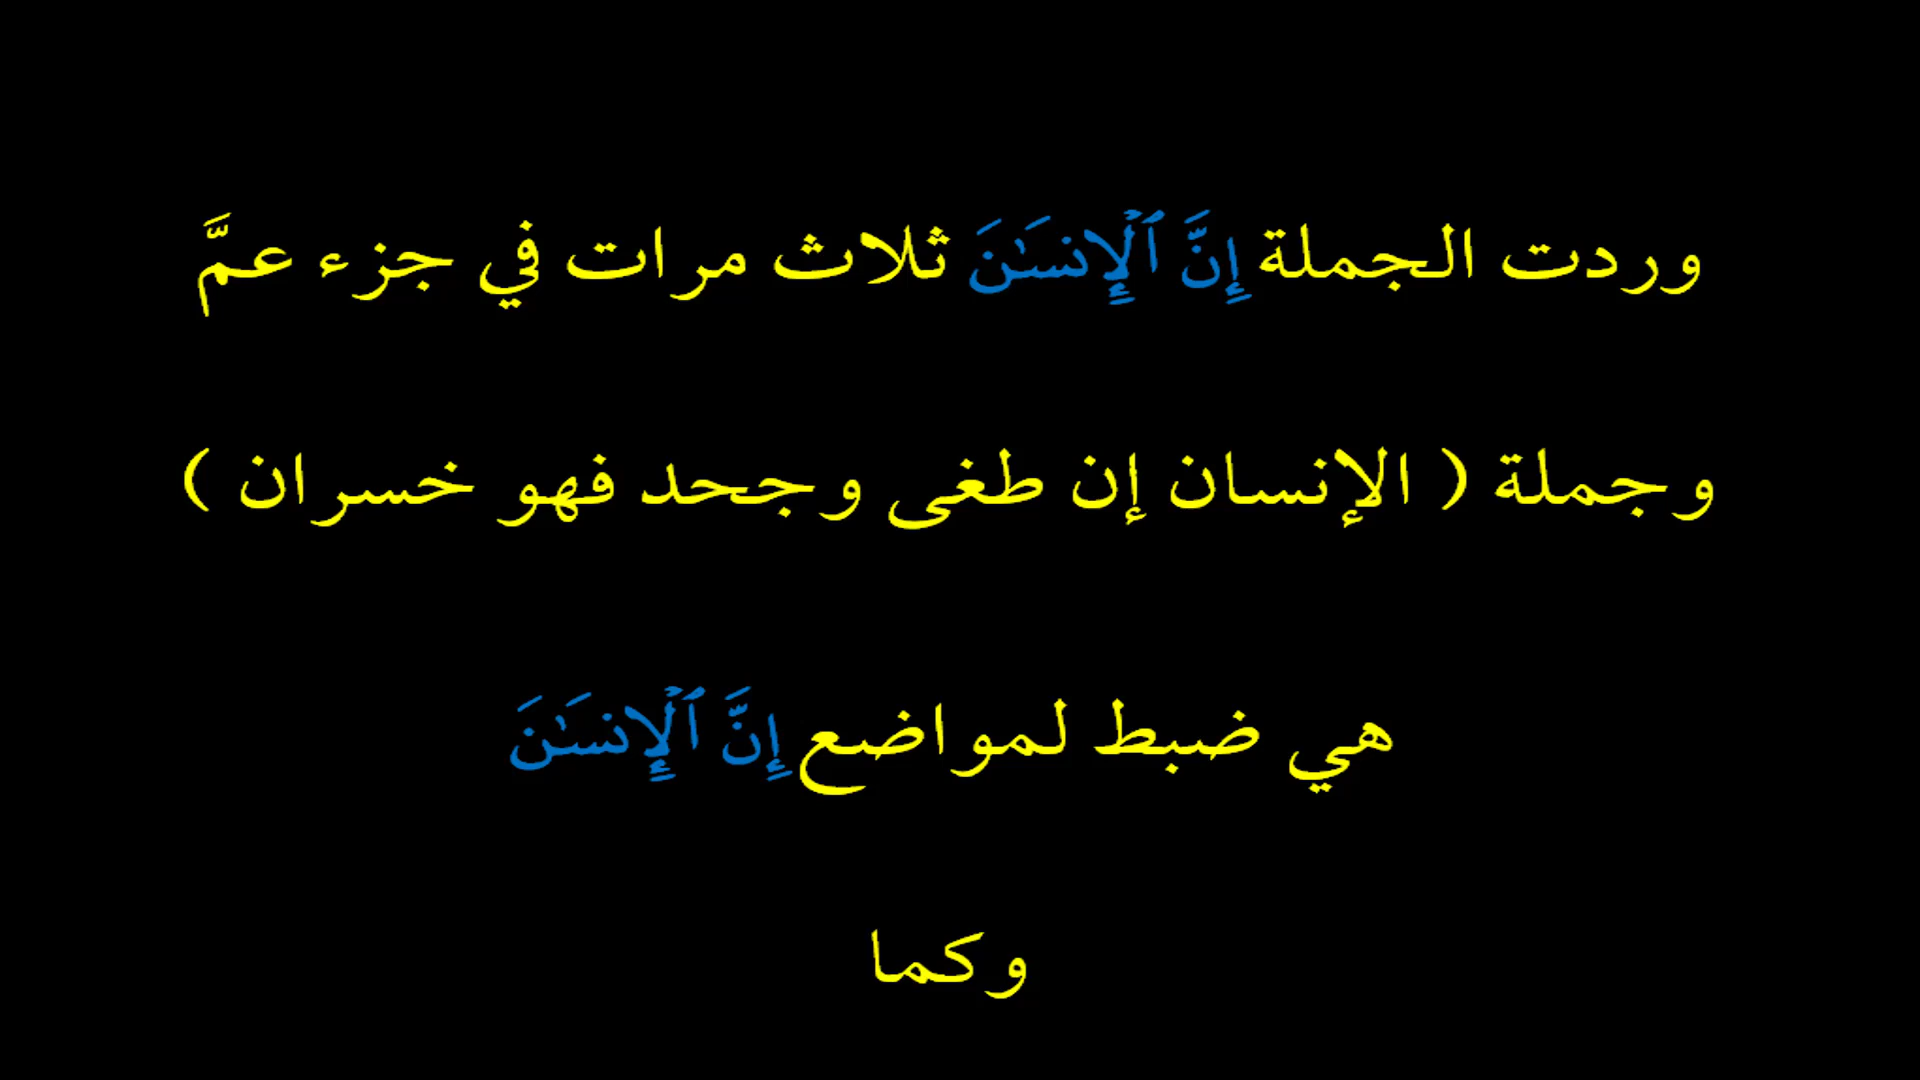 وردت الجملة إِنَّ ٱلْإِنسَـٰنَ ثلاث مرات في جزء عمَّ
وجملة ( الإنسان إن طغى وجحد فهو خسران )
هي ضبط لمواضع إِنَّ ٱلْإِنسَـٰنَ
وكما